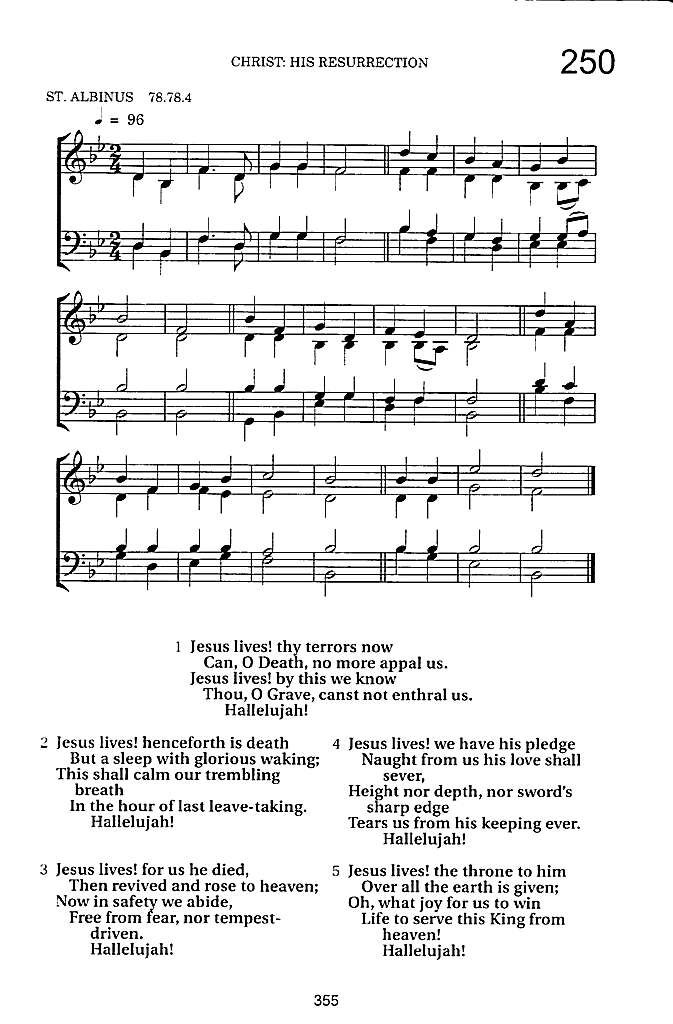 CHRIST: HIS RESURRECTION
250
ST. ALBINUS 78.78.4
♩ = 96
1 Jesus lives! thy terrors now
Can, O Death, no more appal us.
Jesus lives! by this we know
Thou, O Grave, canst not enthral us.
Hallelujah!
2 Jesus lives! henceforth is death
But a sleep with glorious waking;
This shall calm our trembling
breath
In the hour of last leave-taking.
Hallelujah!
3 Jesus lives! for us he died,
Then revived and rose to heaven;
Now in safety we abide,
Free from fear, nor tempest-
driven.
Hallelujah!
4 Jesus lives! we have his pledge
Naught from us his love shall
sever,
Height nor depth, nor sword's
sharp edge
Tears us from his keeping ever.
Hallelujah!
5 Jesus lives! the throne to him
Over all the earth is given;
Oh, what joy for us to win
Life to serve this King from
heaven!
Hallelujah!
355